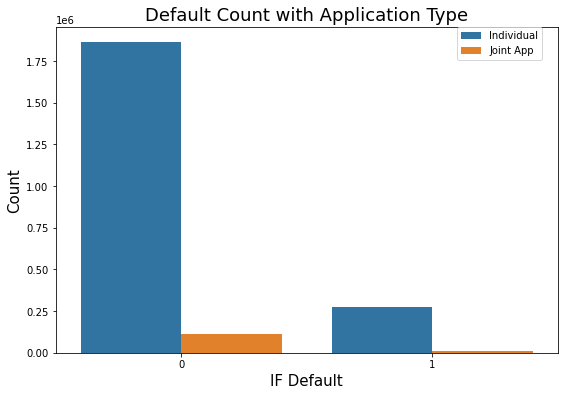 Default Count with Application Type
1e6
Individual
Joint App
1.75
1.50
1.25
1.00
0.75
0.50
0.25
0.00
Count
0
1
IF Default